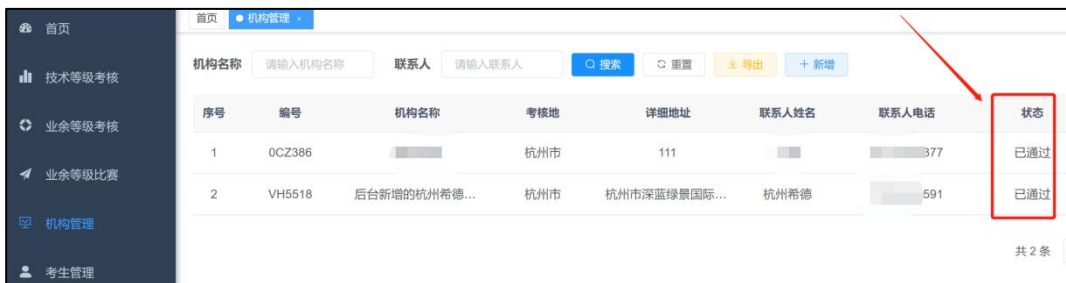 首页
技术等级考核
业余等级考核
业余等级比赛
机构管理
考生管理
首页 机构管理 ×
机构名称 请输入机构名称 联系人 请输入联系人 搜索 重置 导出 + 新增
序号 编号 机构名称 考核地 详细地址 联系人姓名 联系人电话 状态
1 0CZ386 杭州市 111 377 已通过
2 VH5518 后台新增的杭州希德... 杭州市 杭州市深蓝绿景国际... 杭州希德 591 已通过
共 2 条